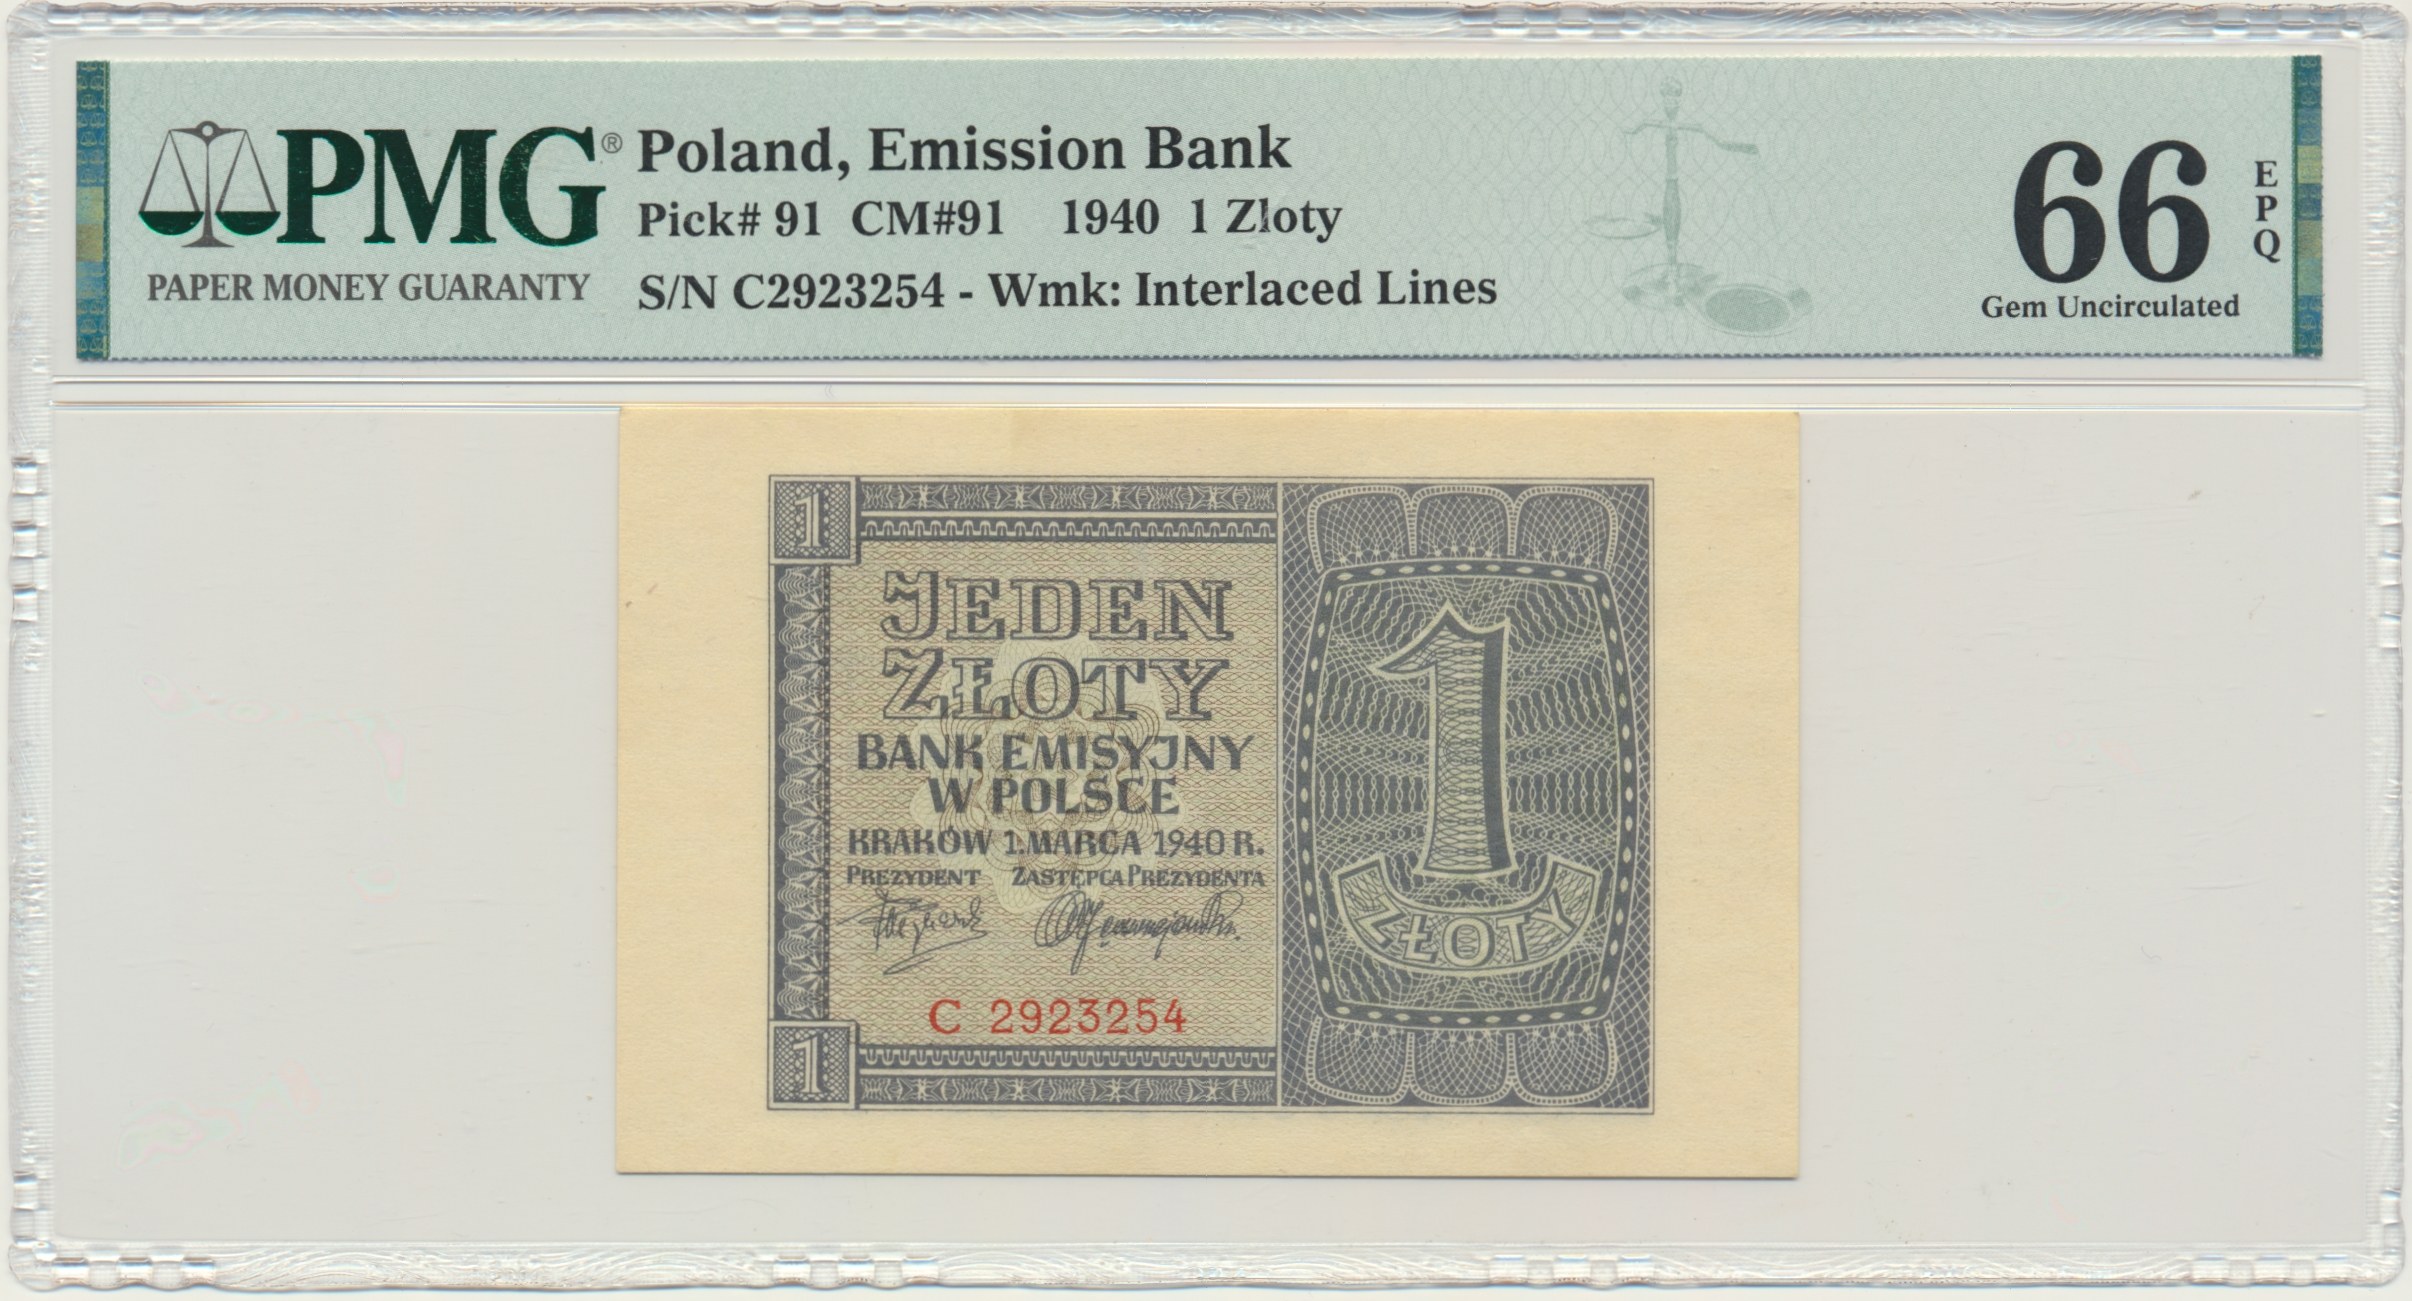 PMG®
PAPER MONEY GUARANTY
Poland, Emission Bank
Pick# 91 CM#91 1940 1 Zloty
S/N C2923254 - Wmk: Interlaced Lines
66
EPQ
Gem Uncirculated
1
JEDEN
ZŁOTY
BANK EMISYJNY
W POLSCE
KRAKÓW 1. MARCA 1940 R.
PREZYDENT ZASTĘPCA PREZYDENTA
C 2923254
1
1
ZŁOTY